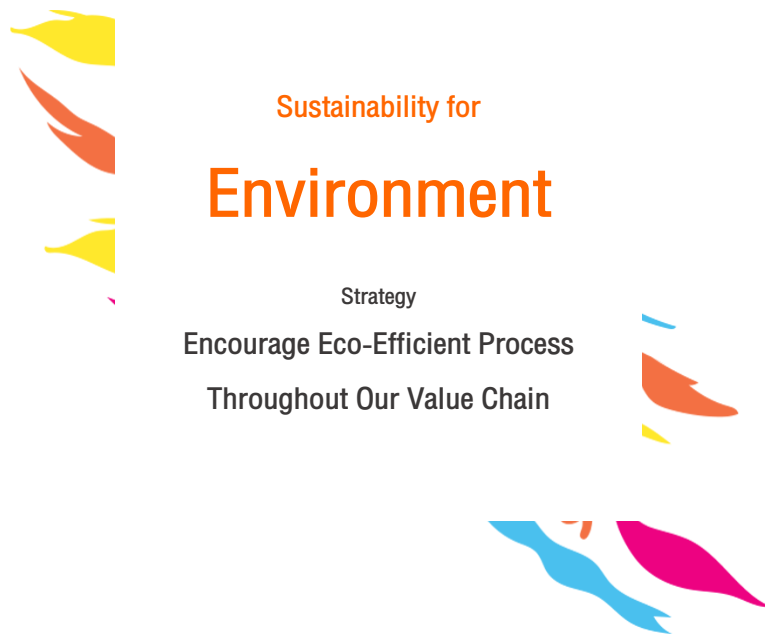 Sustainability for
Environment
Strategy
Encourage Eco-Efficient Process
Throughout Our Value Chain